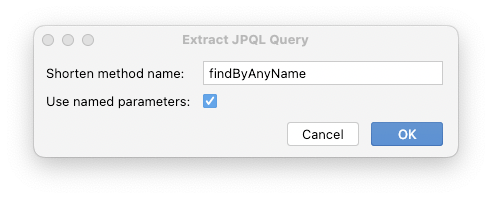 Extract JPQL Query
Shorten method name: findByAnyName
Use named parameters:
Cancel OK